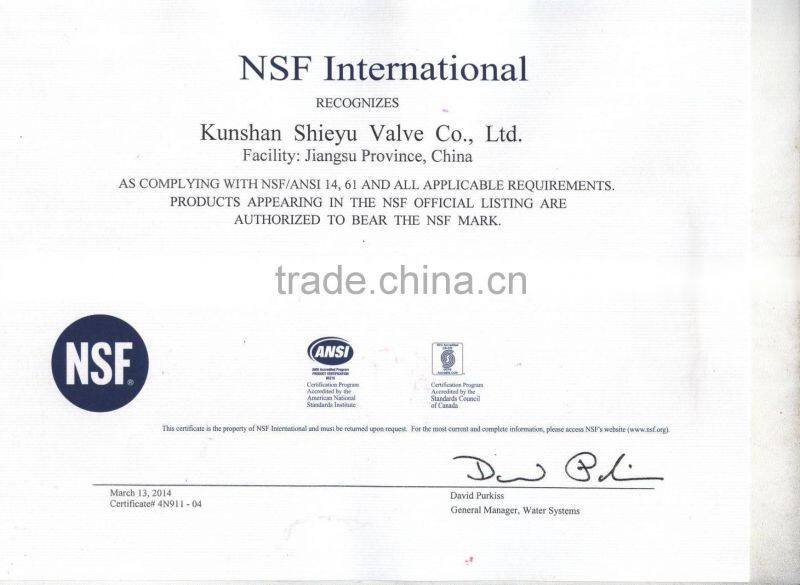 NSF International
RECOGNIZES
Kunshan Shieyu Valve Co., Ltd.
Facility: Jiangsu Province, China
AS COMPLYING WITH NSF/ANSI 14, 61 AND ALL APPLICABLE REQUIREMENTS.
PRODUCTS APPEARING IN THE NSF OFFICIAL LISTING ARE
AUTHORIZED TO BEAR THE NSF MARK.
trade.china.cn
NSF®
ANSI
Certification Program
Accredited by the
American National
Standards Institute
Certification Program
Accredited by the
Standards Council
of Canada
This certificate is the property of NSF International and must be returned upon request. For the most current and complete information, please access NSF's website (www.nsf.org).
March 13, 2014
Certificate# 4N911 - 04
David Purkiss
General Manager, Water Systems